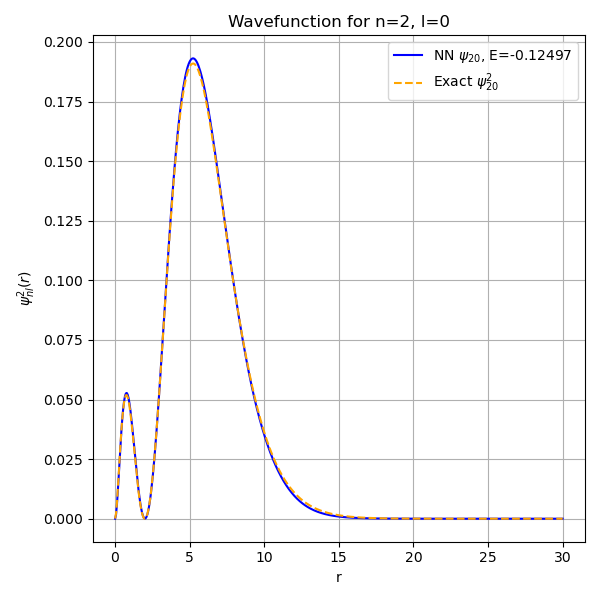 Wavefunction for n=2, l=0
NN ψ₂₀, E=-0.12497
Exact ψ²₂₀
ψ²ₙₗ(r)
0.200
0.175
0.150
0.125
0.100
0.075
0.050
0.025
0.000
0 5 10 15 20 25 30
r